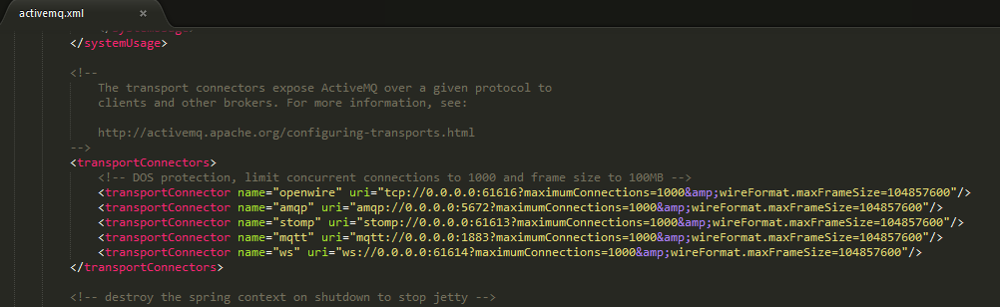 activemq.xml ×
</systemUsage>
<!--
The transport connectors expose ActiveMQ over a given protocol to
clients and other brokers. For more information, see:
http://activemq.apache.org/configuring-transports.html
-->
<transportConnectors>
<!-- DOS protection, limit concurrent connections to 1000 and frame size to 100MB -->
<transportConnector name="openwire" uri="tcp://0.0.0.0:61616?maximumConnections=1000&amp;wireFormat.maxFrameSize=104857600"/>
<transportConnector name="amqp" uri="amqp://0.0.0.0:5672?maximumConnections=1000&amp;wireFormat.maxFrameSize=104857600"/>
<transportConnector name="stomp" uri="stomp://0.0.0.0:61613?maximumConnections=1000&amp;wireFormat.maxFrameSize=104857600"/>
<transportConnector name="mqtt" uri="mqtt://0.0.0.0:1883?maximumConnections=1000&amp;wireFormat.maxFrameSize=104857600"/>
<transportConnector name="ws" uri="ws://0.0.0.0:61614?maximumConnections=1000&amp;wireFormat.maxFrameSize=104857600"/>
</transportConnectors>
<!-- destroy the spring context on shutdown to stop jetty -->